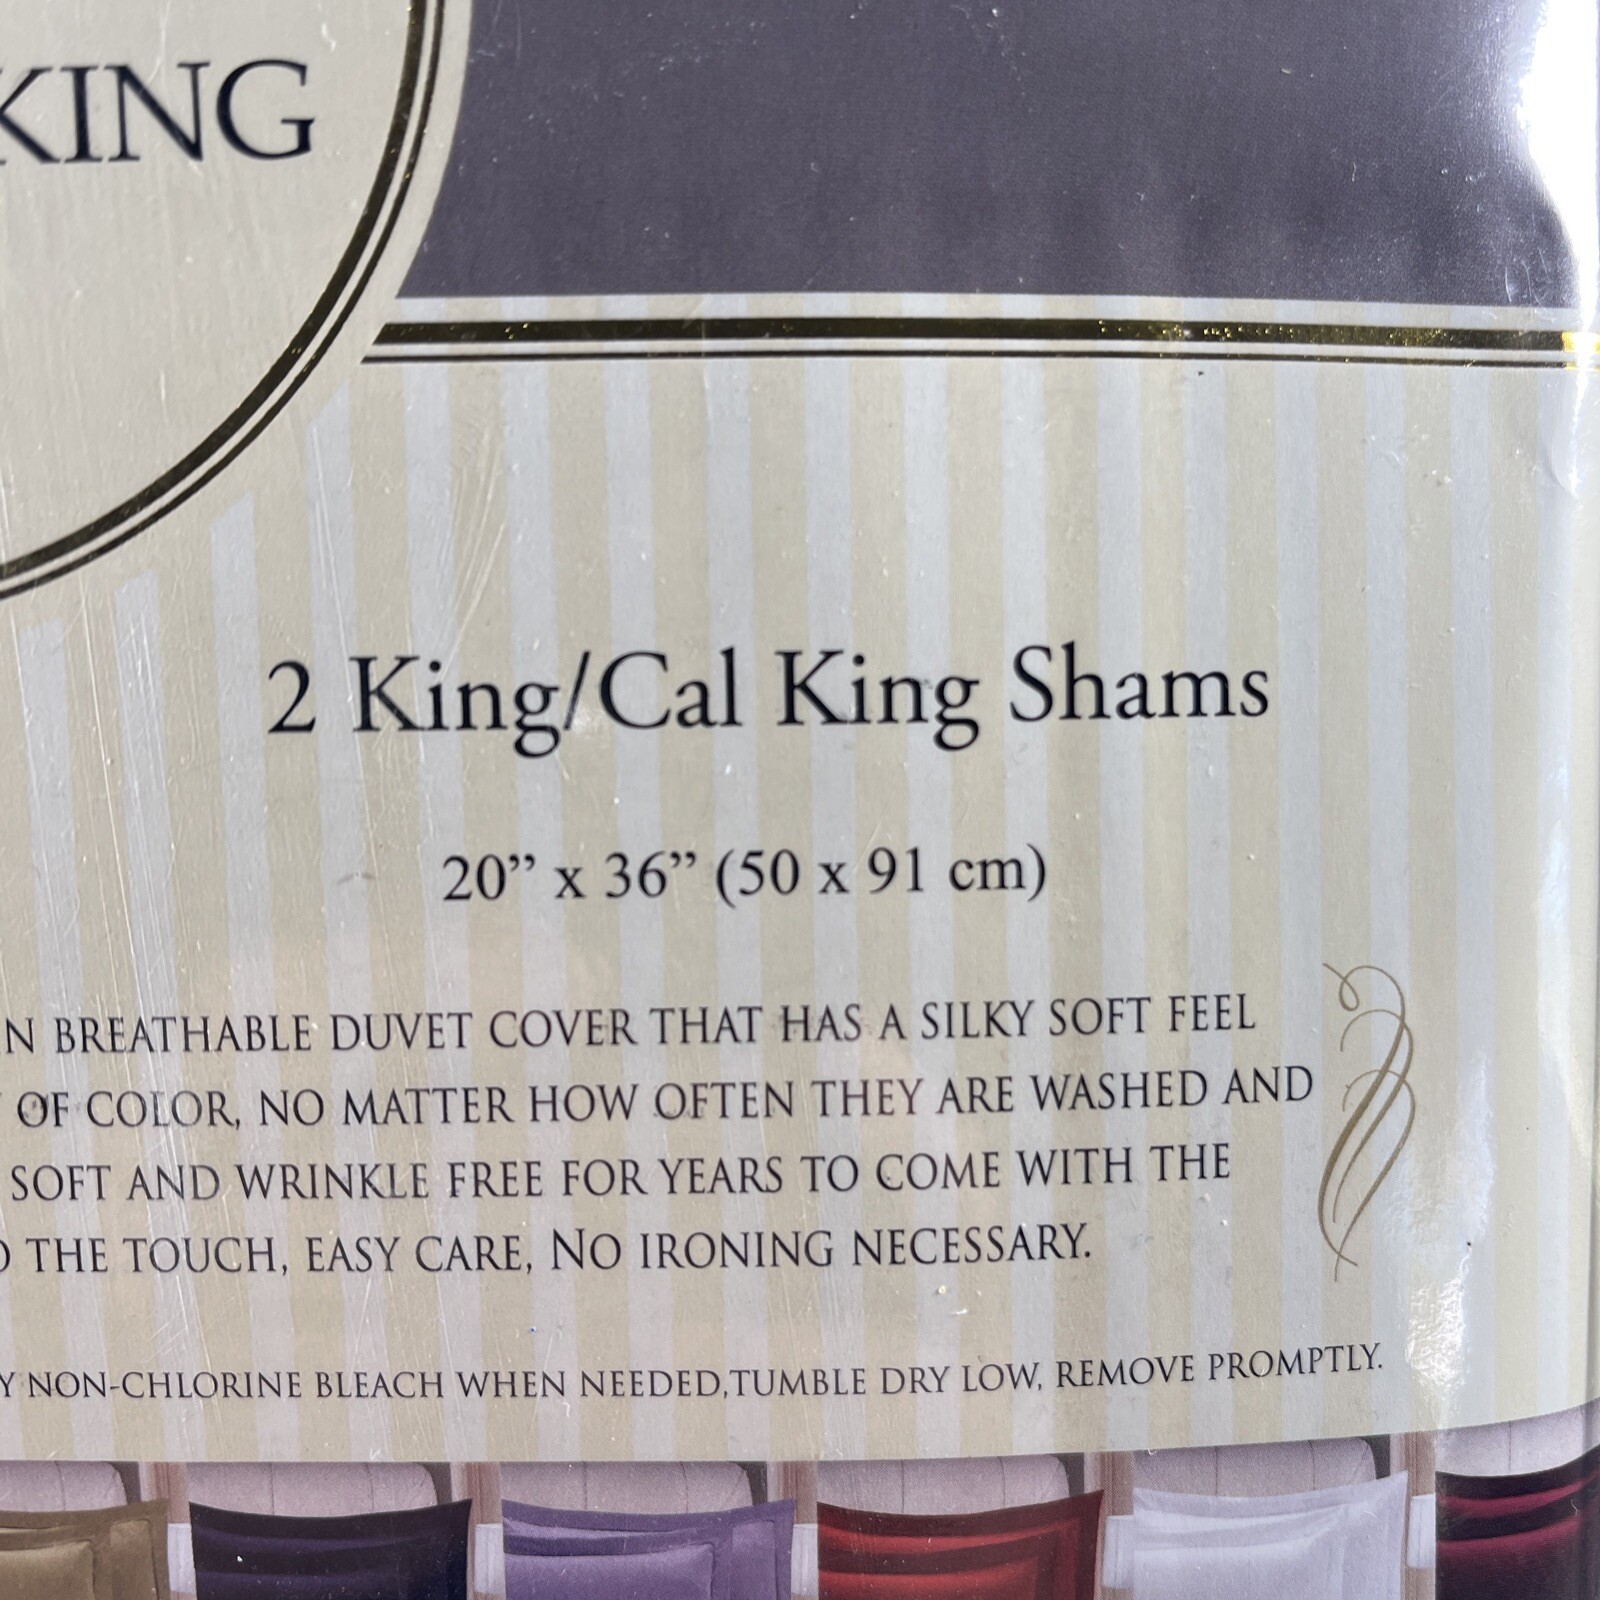 KING
2 King/Cal King Shams
20” x 36” (50 x 91 cm)
N BREATHABLE DUVET COVER THAT HAS A SILKY SOFT FEEL
OF COLOR, NO MATTER HOW OFTEN THEY ARE WASHED AND
SOFT AND WRINKLE FREE FOR YEARS TO COME WITH THE
THE TOUCH, EASY CARE, NO IRONING NECESSARY.
Y NON-CHLORINE BLEACH WHEN NEEDED,TUMBLE DRY LOW, REMOVE PROMPTLY.